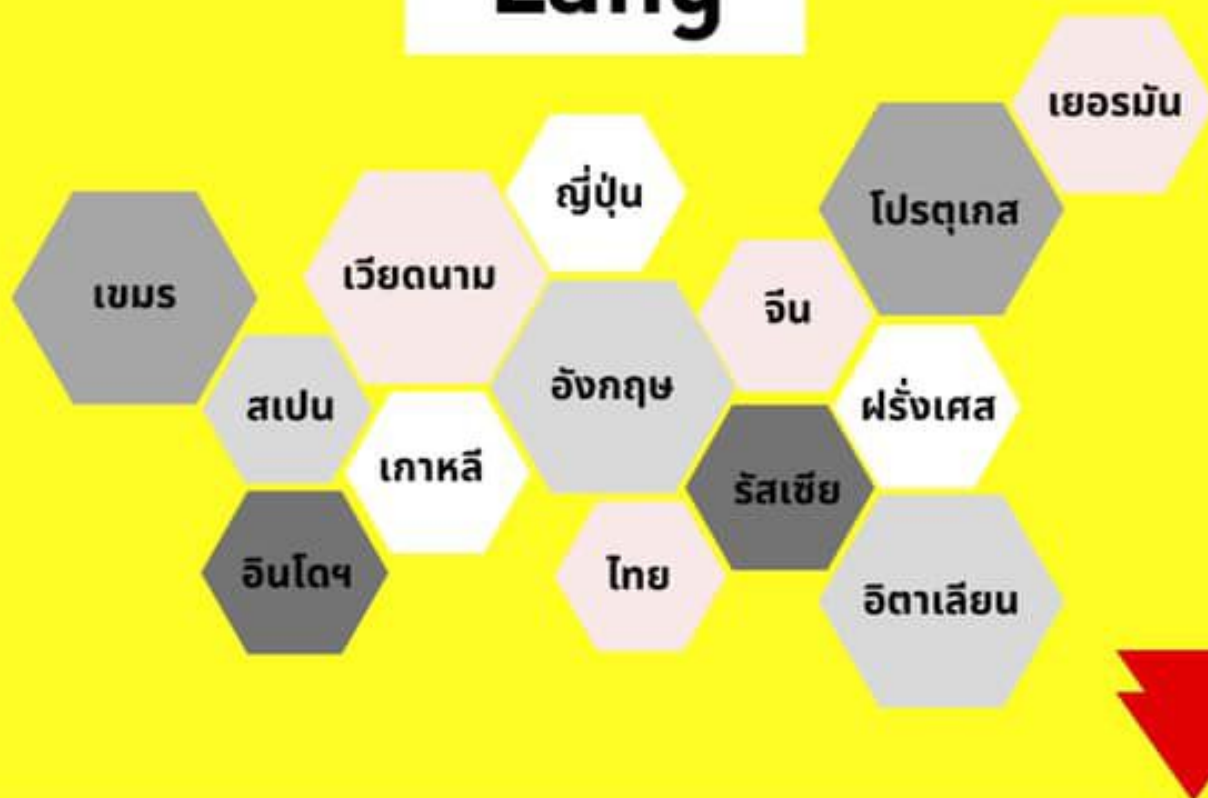 Lang
เยอรมัน
ญี่ปุ่น
โปรตุเกส
เวียดนาม
เขมร
จีน
อังกฤษ
สเปน
ฝรั่งเศส
เกาหลี
รัสเซีย
อินโดฯ
ไทย
อิตาเลียน